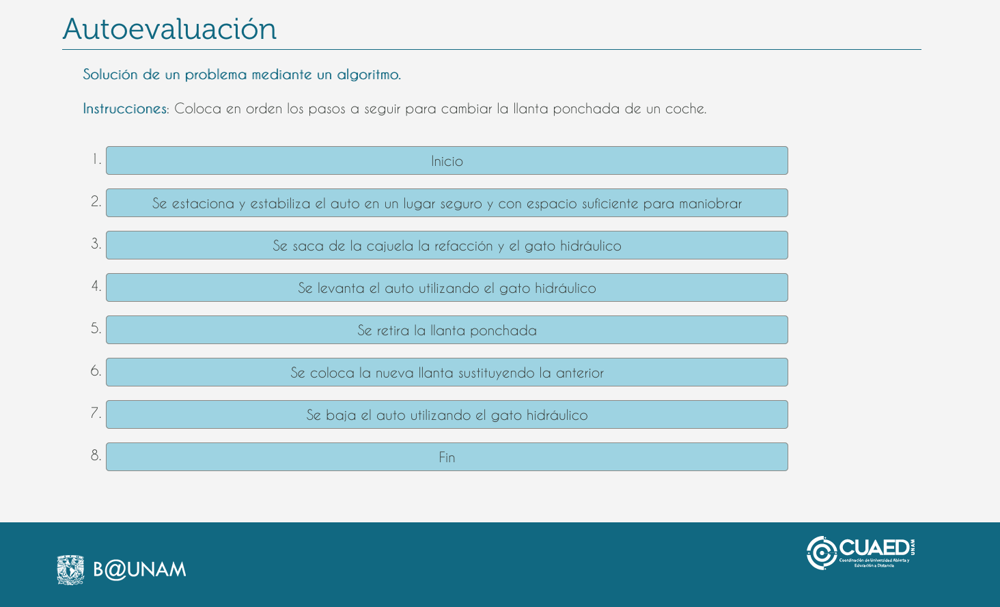 Autoevaluación
Solución de un problema mediante un algoritmo.
Instrucciones: Coloca en orden los pasos a seguir para cambiar la llanta ponchada de un coche.
1. Inicio
2. Se estaciona y estabiliza el auto en un lugar seguro y con espacio suficiente para maniobrar
3. Se saca de la cajuela la refacción y el gato hidráulico
4. Se levanta el auto utilizando el gato hidráulico
5. Se retira la llanta ponchada
6. Se coloca la nueva llanta sustituyendo la anterior
7. Se baja el auto utilizando el gato hidráulico
8. Fin
B@UNAM
CUAED UNAM
Coordinación de Universidad Abierta y
Educación a Distancia